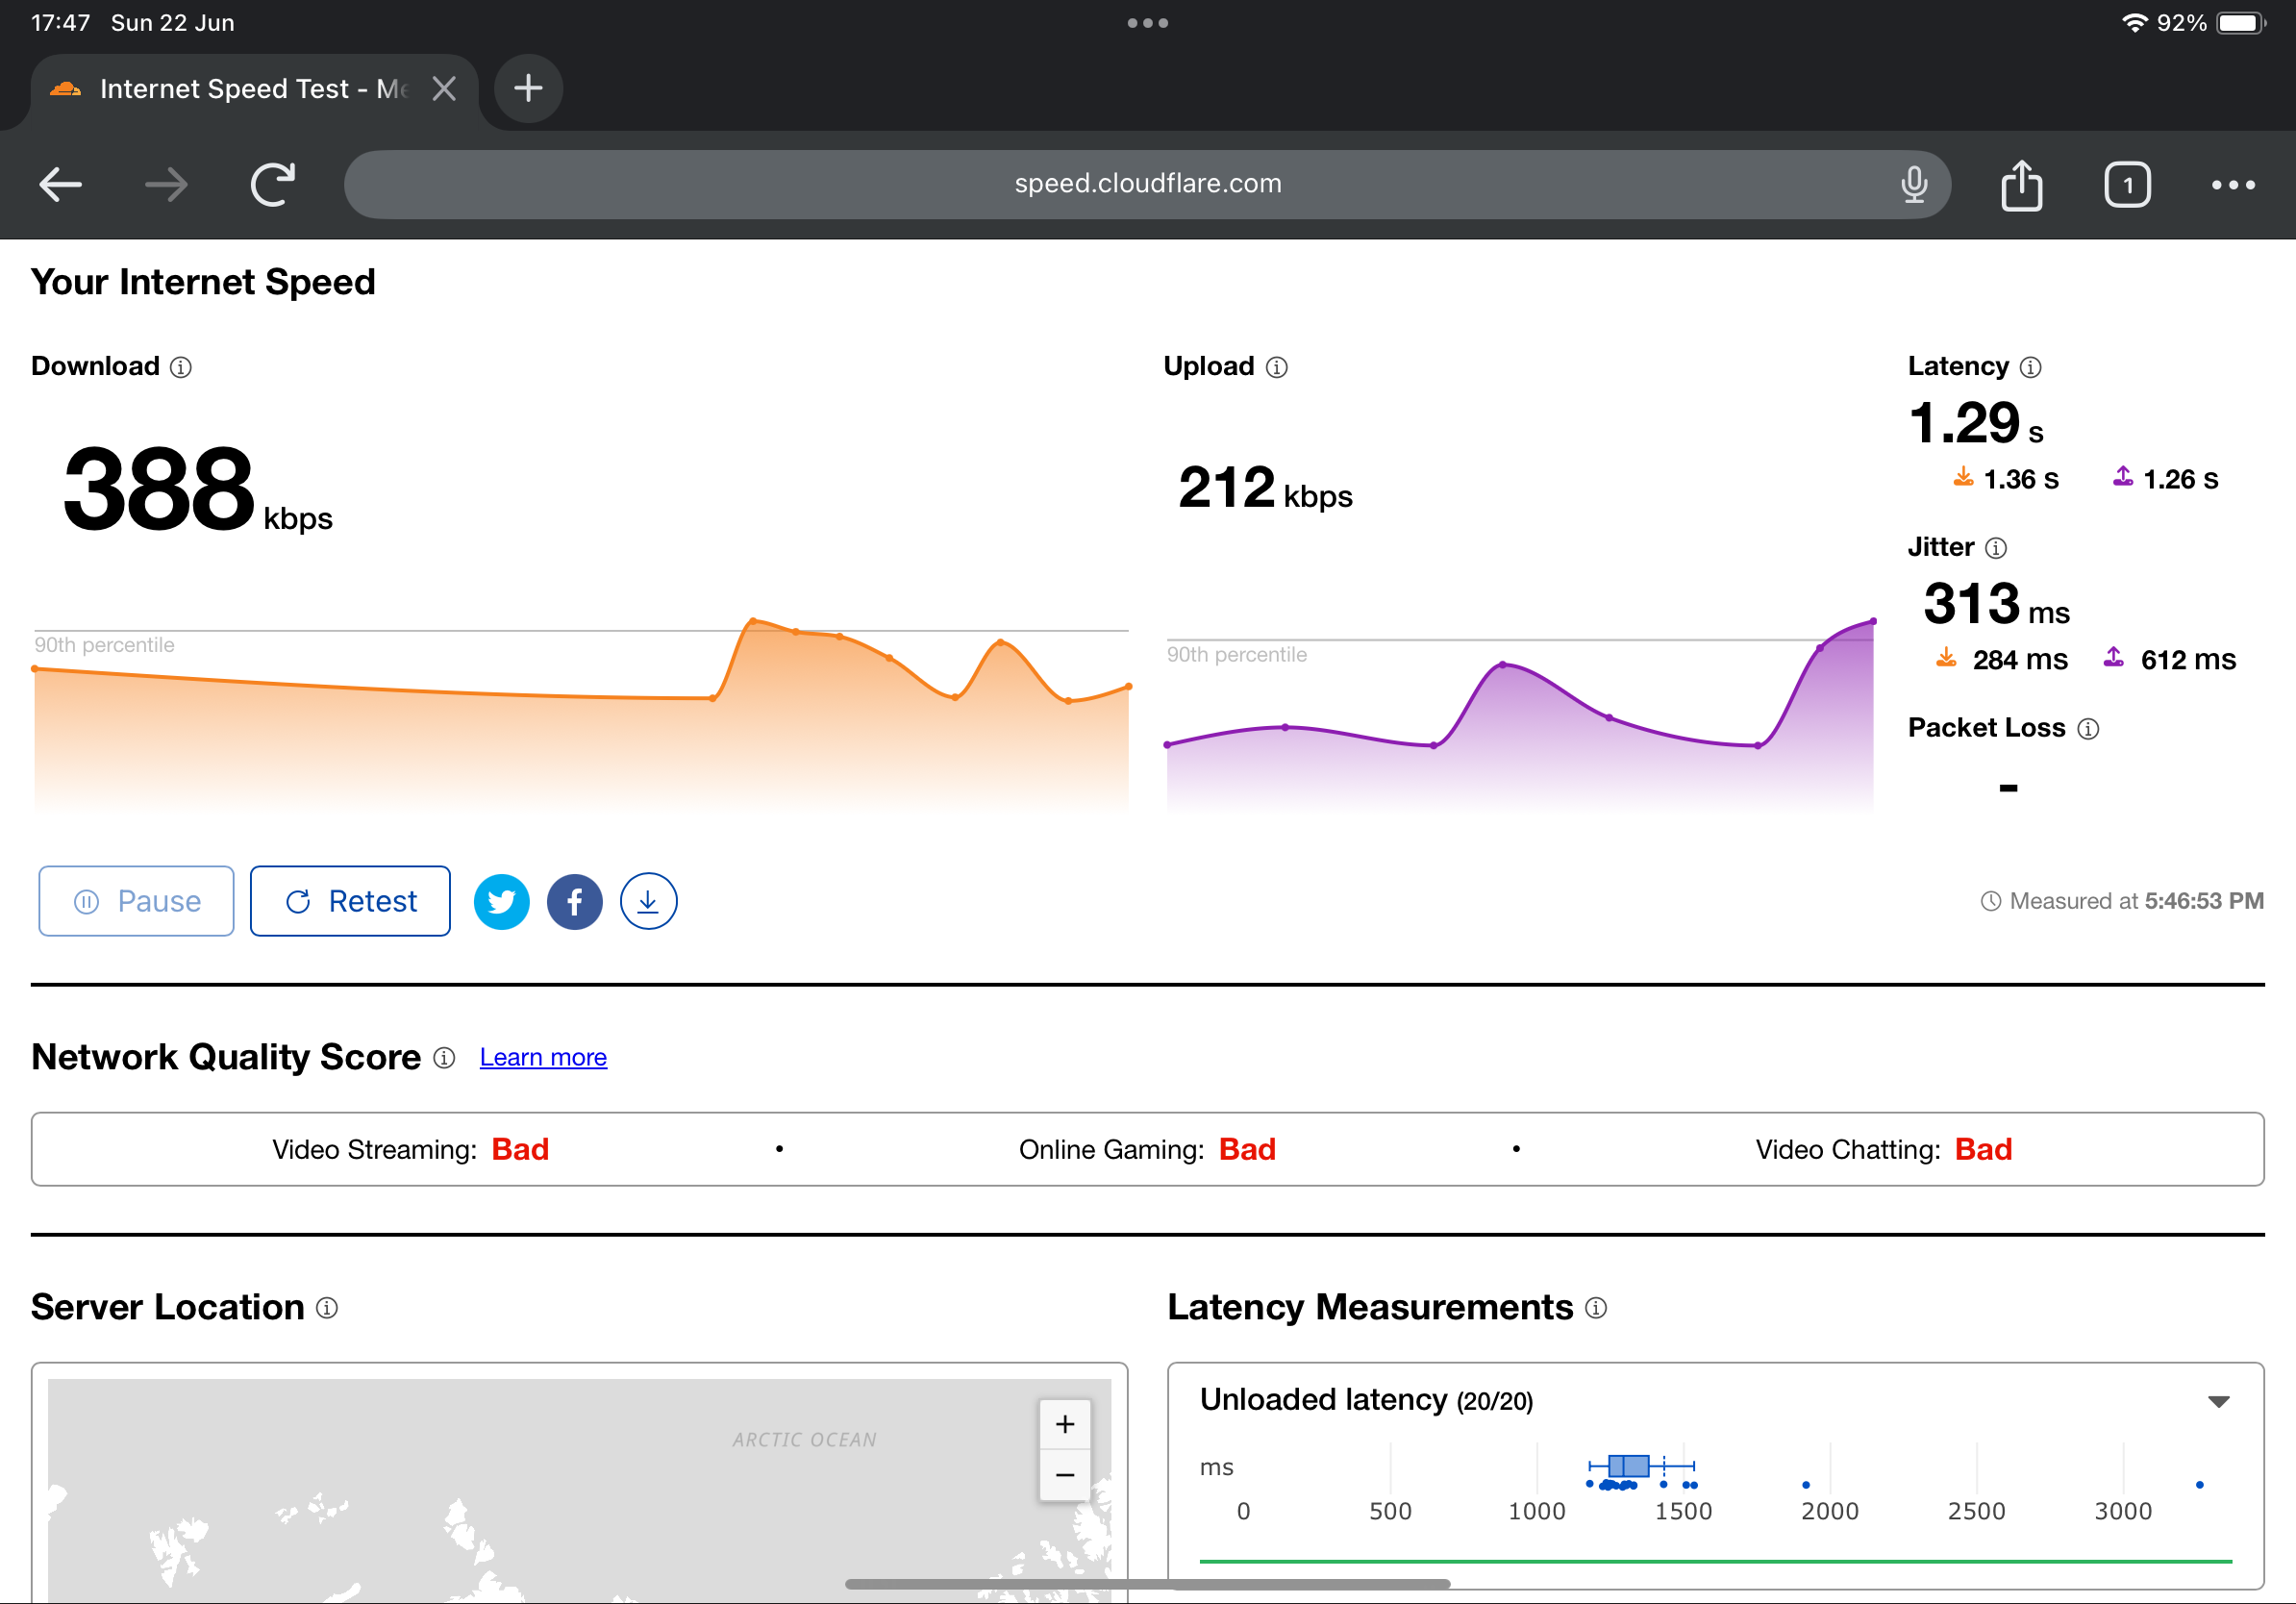 17:47 Sun 22 Jun
92%
Internet Speed Test - Me
speed.cloudflare.com
1
Your Internet Speed
Download
388 kbps
90th percentile
Upload
212 kbps
90th percentile
Latency
1.29 s
1.36 s 1.26 s
Jitter
313 ms
284 ms 612 ms
Packet Loss
-
Pause
Retest
Measured at 5:46:53 PM
Network Quality Score Learn more
Video Streaming: Bad · Online Gaming: Bad · Video Chatting: Bad
Server Location
ARCTIC OCEAN
+
−
Latency Measurements
Unloaded latency (20/20)
ms
0 500 1000 1500 2000 2500 3000